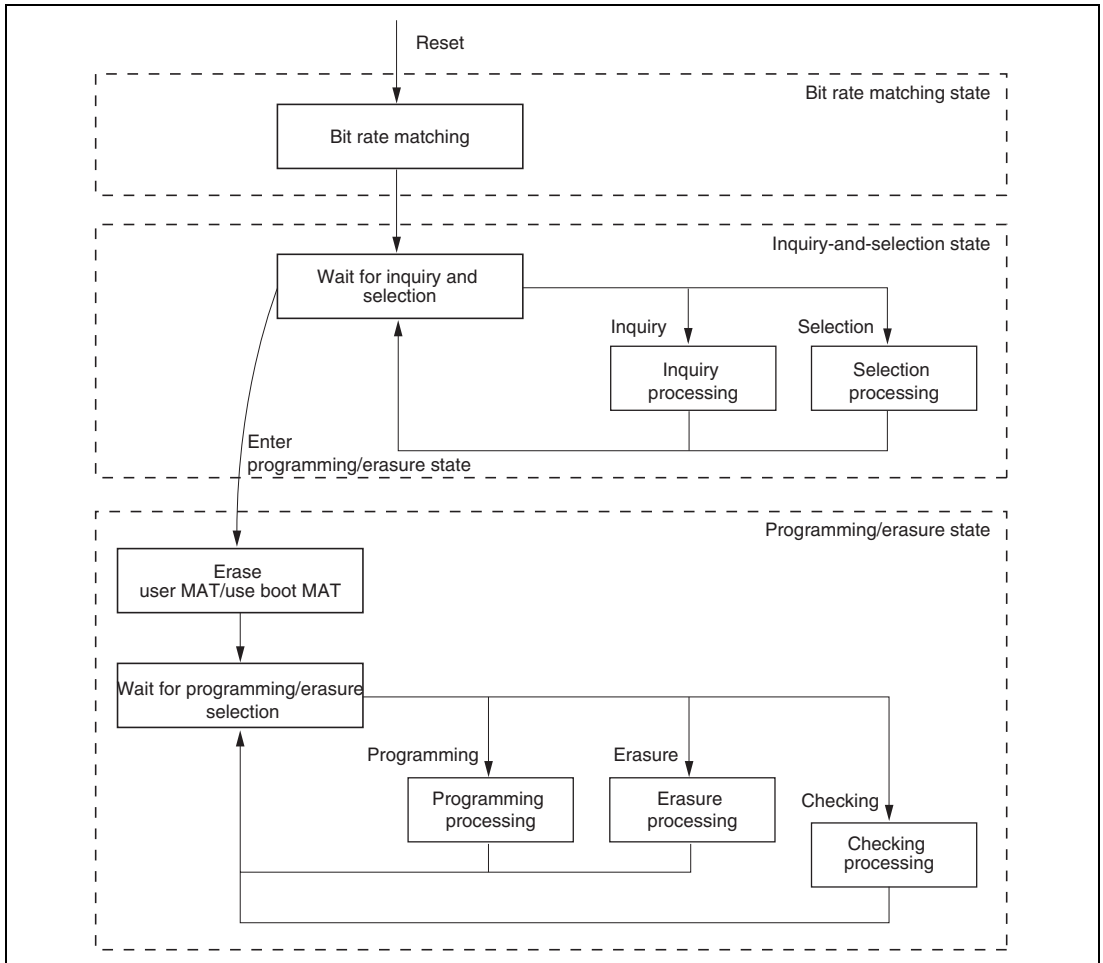 Reset
Bit rate matching state
Bit rate matching
Inquiry-and-selection state
Wait for inquiry and
selection
Inquiry
Selection
Inquiry
processing
Selection
processing
Enter
programming/erasure state
Programming/erasure state
Erase
user MAT/use boot MAT
Wait for programming/erasure
selection
Programming
Erasure
Checking
Programming
processing
Erasure
processing
Checking
processing